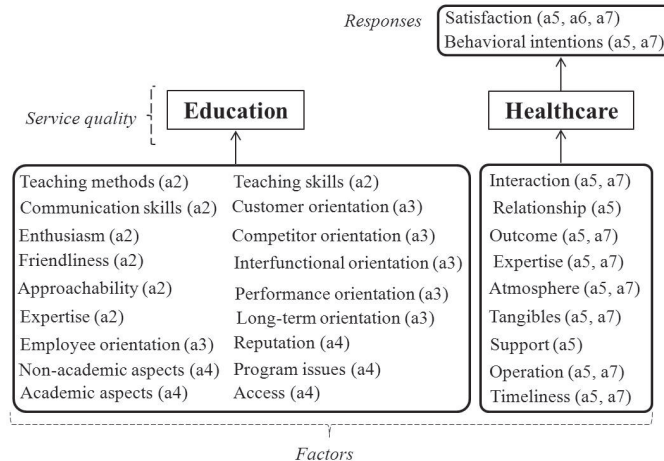 Responses
Satisfaction (a5, a6, a7)
Behavioral intentions (a5, a7)
Service quality
Education
Healthcare
Teaching methods (a2)
Communication skills (a2)
Enthusiasm (a2)
Friendliness (a2)
Approachability (a2)
Expertise (a2)
Employee orientation (a3)
Non-academic aspects (a4)
Academic aspects (a4)
Teaching skills (a2)
Customer orientation (a3)
Competitor orientation (a3)
Interfunctional orientation (a3)
Performance orientation (a3)
Long-term orientation (a3)
Reputation (a4)
Program issues (a4)
Access (a4)
Interaction (a5, a7)
Relationship (a5)
Outcome (a5, a7)
Expertise (a5, a7)
Atmosphere (a5, a7)
Tangibles (a5, a7)
Support (a5)
Operation (a5, a7)
Timeliness (a5, a7)
Factors